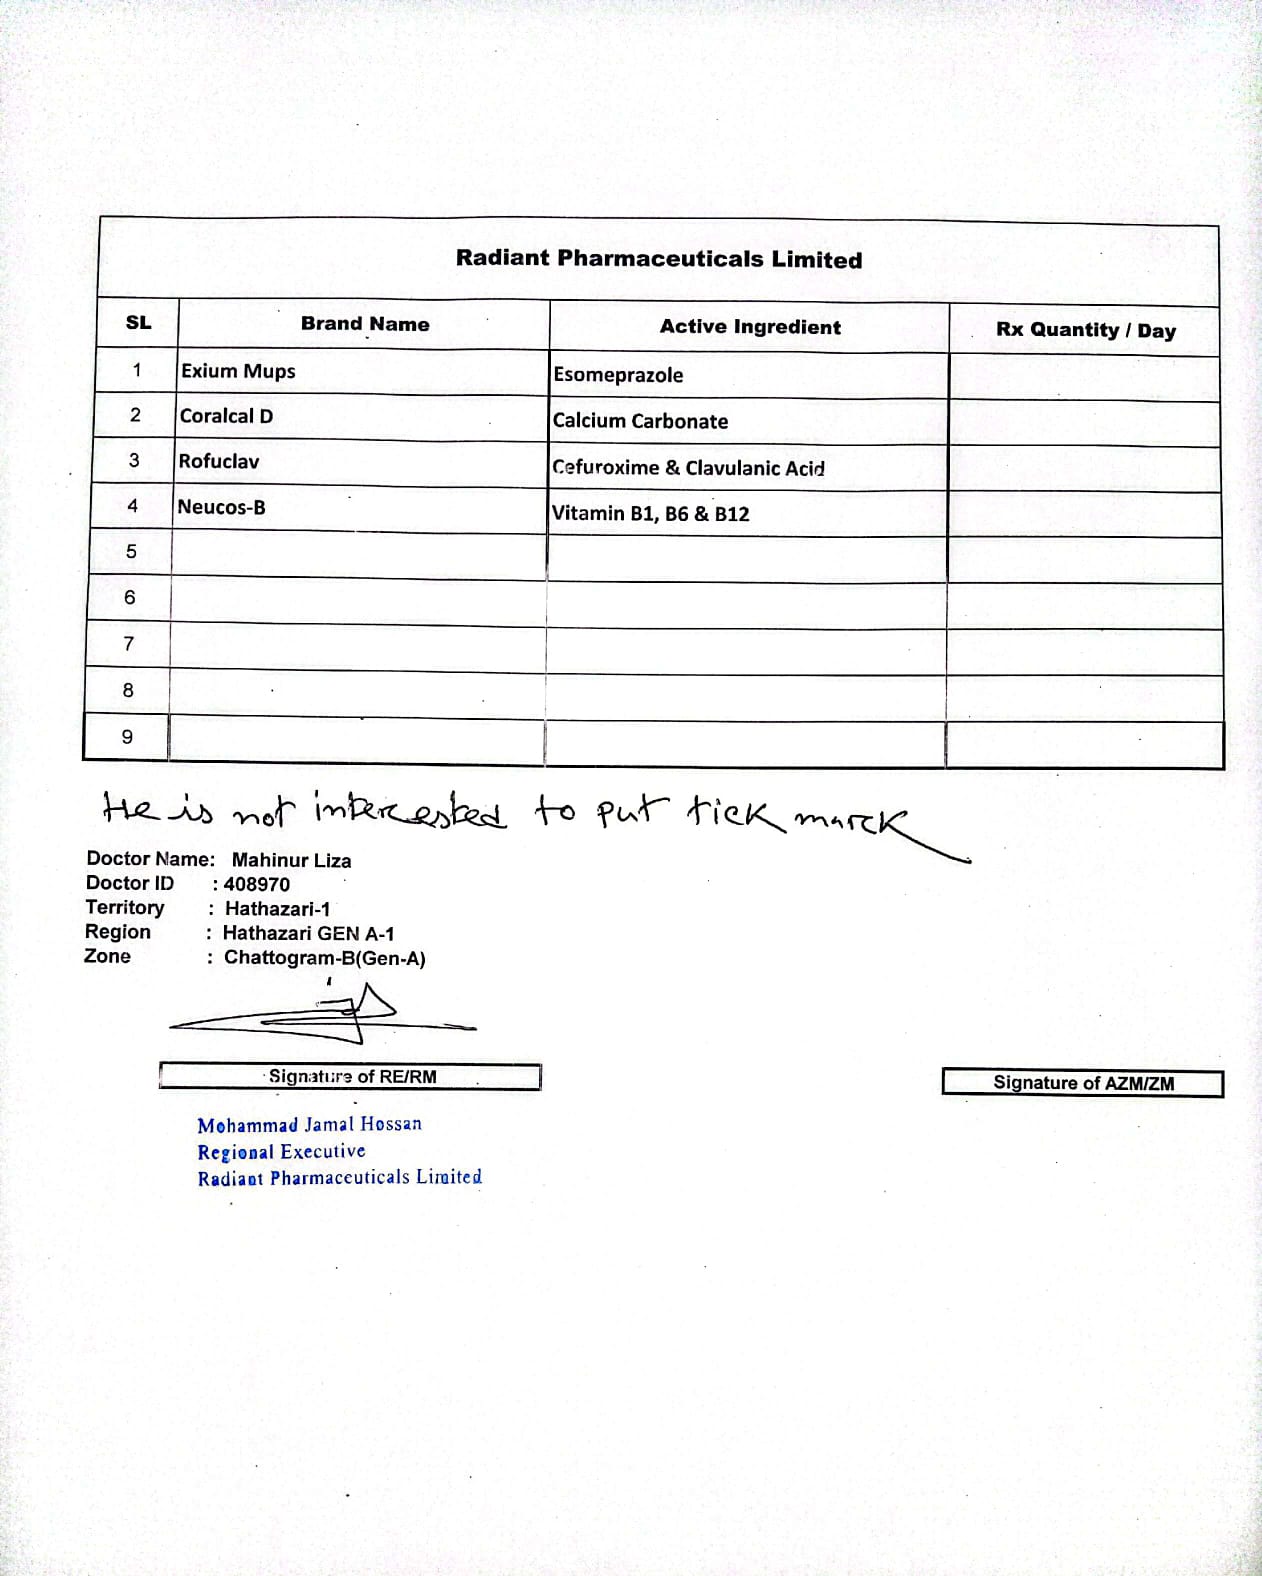 Radiant Pharmaceuticals Limited
SL Brand Name Active Ingredient Rx Quantity / Day
1 Exium Mups Esomeprazole
2 Coralcal D Calcium Carbonate
3 Rofuclav Cefuroxime & Clavulanic Acid
4 Neucos-B Vitamin B1, B6 & B12
5
6
7
8
9
He is not interested to put tick marck
Doctor Name: Mahinur Liza
Doctor ID : 408970
Territory : Hathazari-1
Region : Hathazari GEN A-1
Zone : Chattogram-B(Gen-A)
Signature of RE/RM Signature of AZM/ZM
Mohammad Jamal Hossan
Regional Executive
Radiant Pharmaceuticals Limited